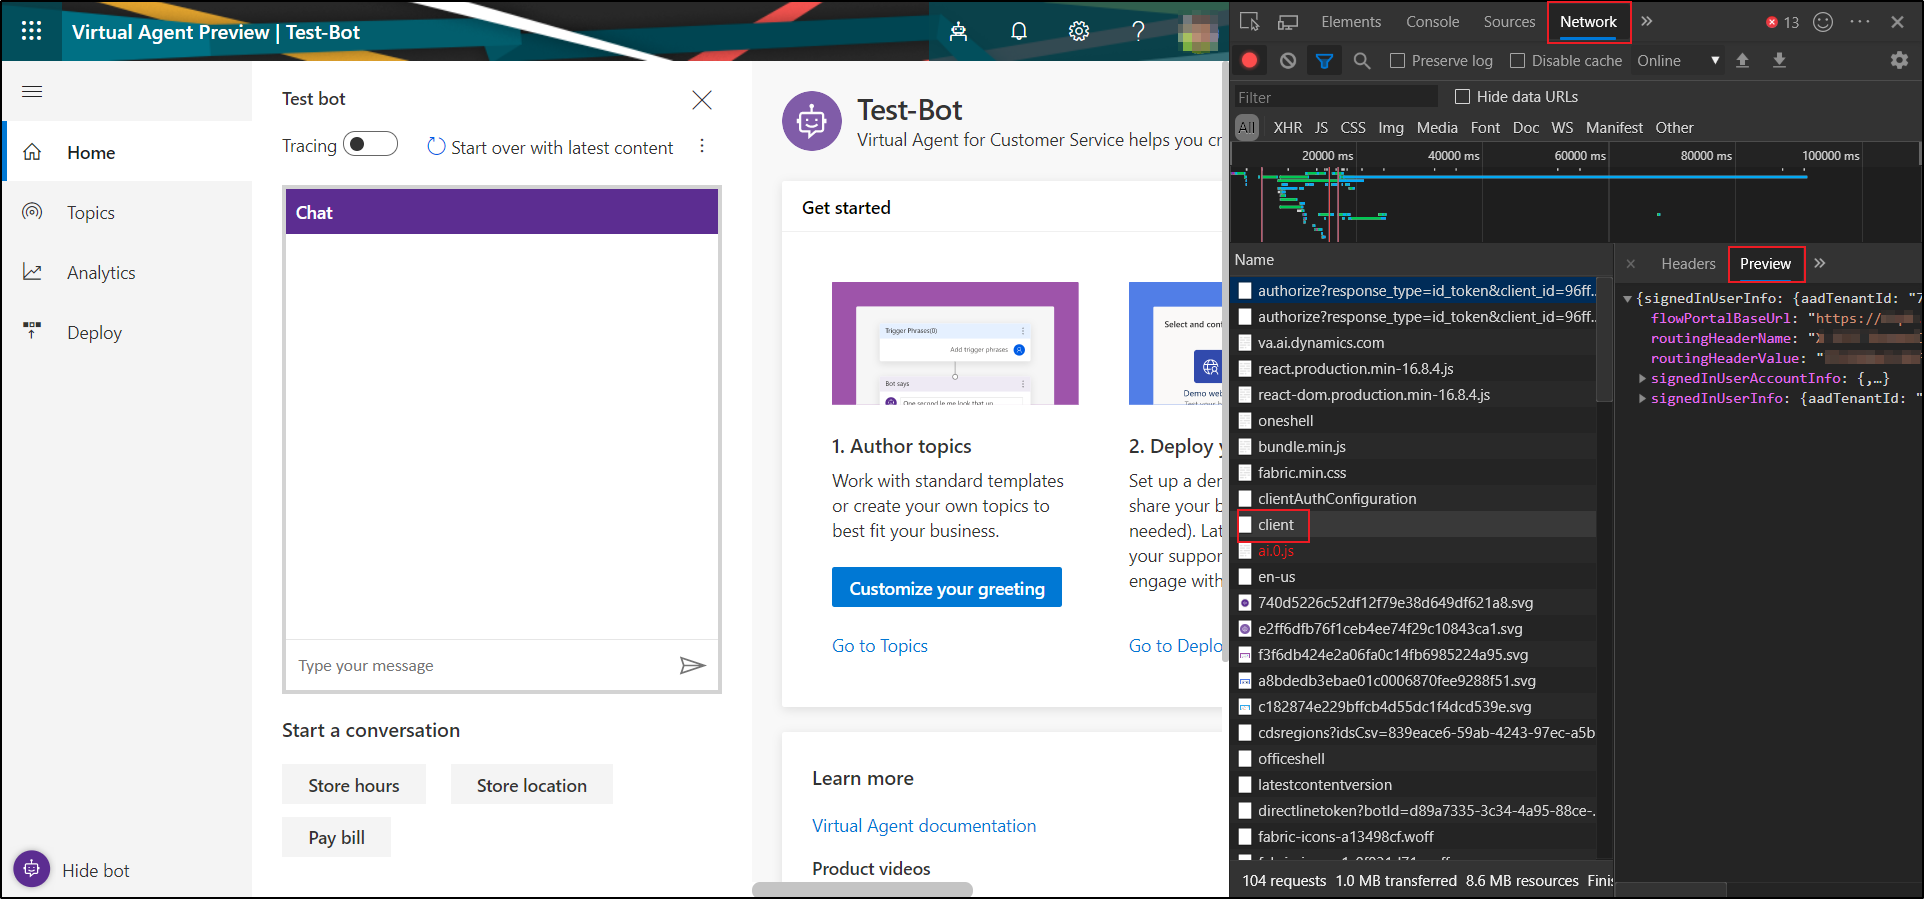 Virtual Agent Preview | Test-Bot
Home
Topics
Analytics
Deploy
Hide bot
Test bot
Tracing
Start over with latest content
Chat
Type your message
Start a conversation
Store hours
Store location
Pay bill
Test-Bot
Virtual Agent for Customer Service helps you cr
Get started
Trigger Phrases(0)
Add trigger phrases
Bot says
One second le me look that up
1. Author topics
Work with standard templates
or create your own topics to
best fit your business.
Customize your greeting
Go to Topics
Select and con
Demo web
Test your
2. Deploy y
Set up a der
share your b
needed). Lat
your suppor
engage with
Go to Deplo
Learn more
Virtual Agent documentation
Product videos
Elements
Console
Sources
Network
13
Preserve log
Disable cache
Online
Filter
Hide data URLs
All
XHR
JS
CSS
Img
Media
Font
Doc
WS
Manifest
Other
20000 ms
40000 ms
60000 ms
80000 ms
100000 ms
Name
authorize?response_type=id_token&client_id=96ff...
authorize?response_type=id_token&client_id=96ff...
va.ai.dynamics.com
react.production.min-16.8.4.js
react-dom.production.min-16.8.4.js
oneshell
bundle.min.js
fabric.min.css
clientAuthConfiguration
client
ai.0.js
en-us
740d5226c52df12f79e38d649df621a8.svg
e2ff6dfb76f1ceb4ee74f29c10843ca1.svg
f3f6db424e2a06fa0c14fb6985224a95.svg
a8bdedb3ebae01c0006870fee9288f51.svg
c182874e229bffcb4d55dc1f4dcd539e.svg
cdsregions?idsCsv=839eace6-59ab-4243-97ec-a5b
officeshell
latestcontentversion
directlinetoken?botId=d89a7335-3c34-4a95-88ce-.
fabric-icons-a13498cf.woff
104 requests
1.0 MB transferred
8.6 MB resources
Finis
Headers
Preview
{signedInUserInfo: {aadTenantId: "7
flowPortalBaseUrl: "https://
routingHeaderName: "X
routingHeaderValue: "
signedInUserAccountInfo: {,…}
signedInUserInfo: {aadTenantId: "